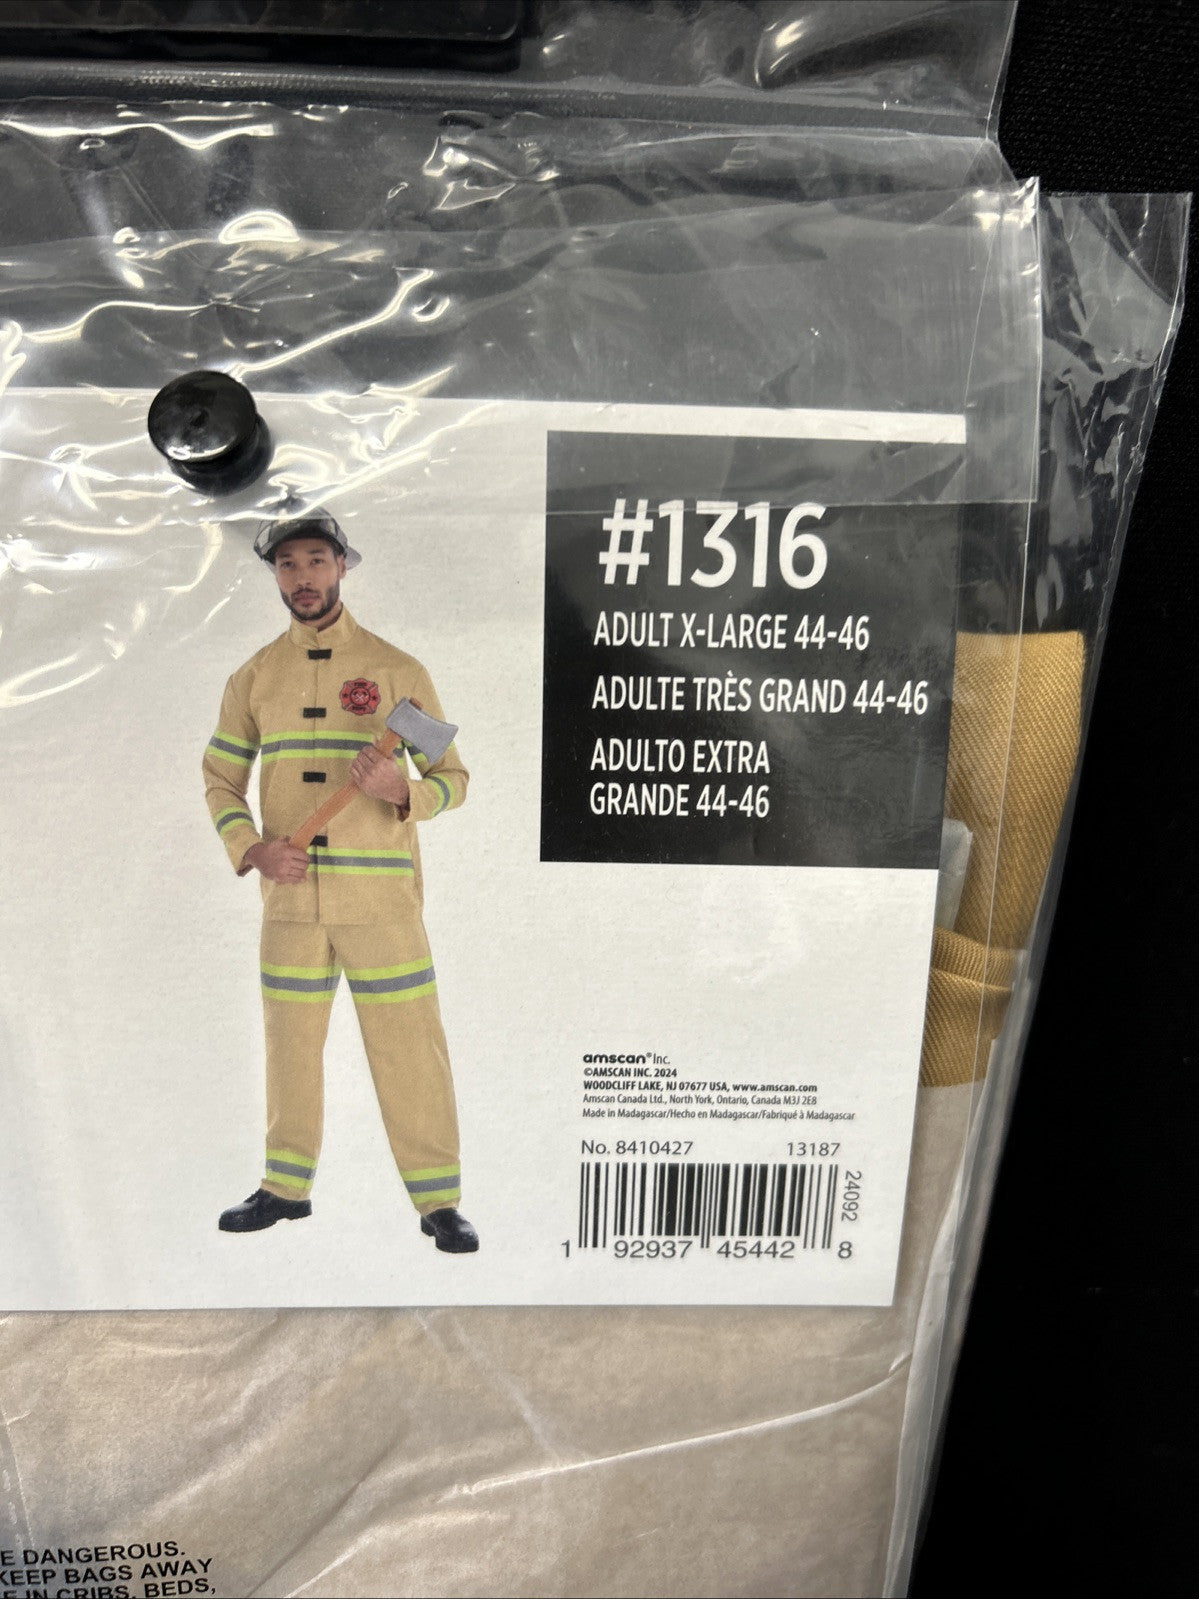 #1316
ADULT X-LARGE 44-46
ADULTE TRÈS GRAND 44-46
ADULTO EXTRA
GRANDE 44-46
amscan® Inc.
©AMSCAN INC. 2024
WOODCLIFF LAKE, NJ 07677 USA, www.amscan.com
Amscan Canada Ltd., North York, Ontario, Canada M3J 2E8
Made in Madagascar/Hecho en Madagascar/Fabriqué à Madagascar
No. 8410427 13187
24092
1 92937 45442 8
E DANGEROUS.
KEEP BAGS AWAY
E IN CRIBS, BEDS,